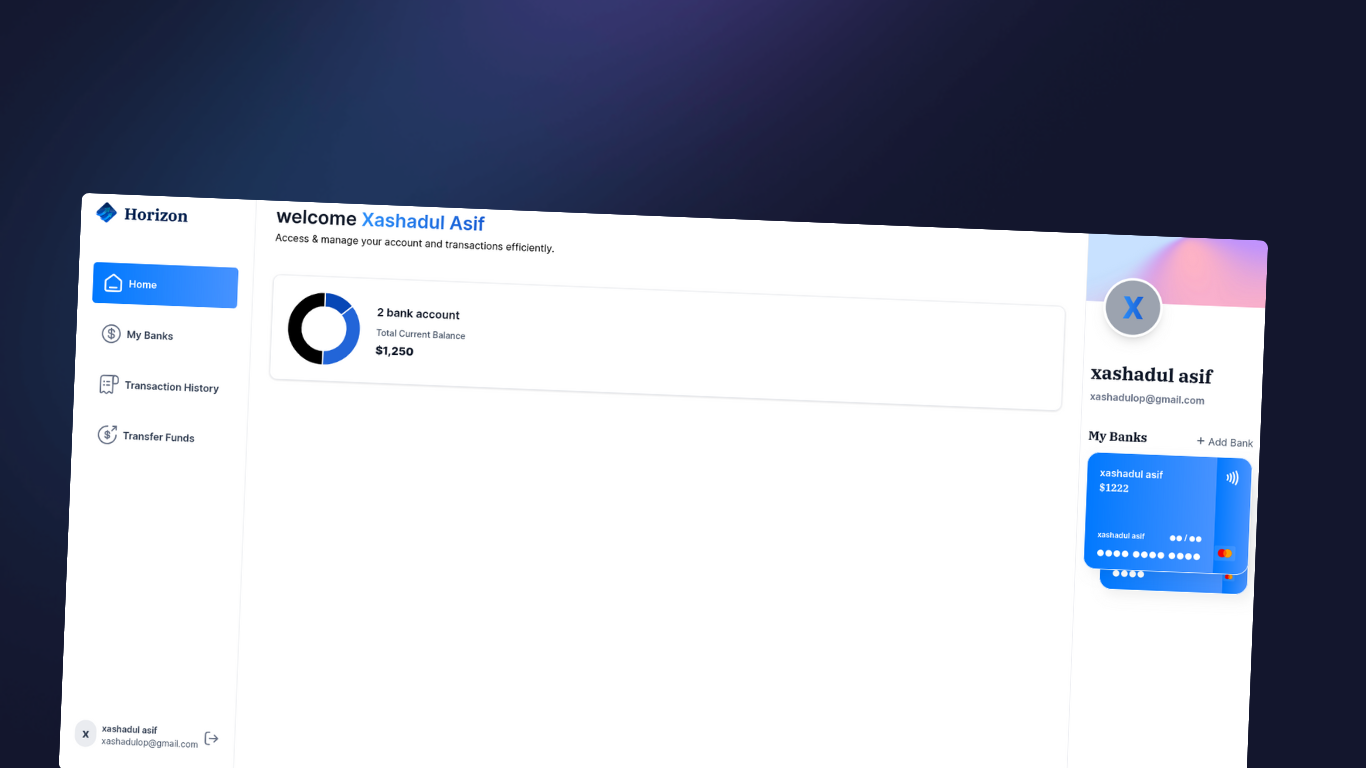 Horizon
Home
My Banks
Transaction History
Transfer Funds
x
xashadul asif
xashadulop@gmail.com
welcome Xashadul Asif
Access & manage your account and transactions efficiently.
2 bank account
Total Current Balance
$1,250
X
xashadul asif
xashadulop@gmail.com
My Banks
+ Add Bank
xashadul asif
$1222
xashadul asif
●● / ●●
●●●● ●●●● ●●●●
●●●●